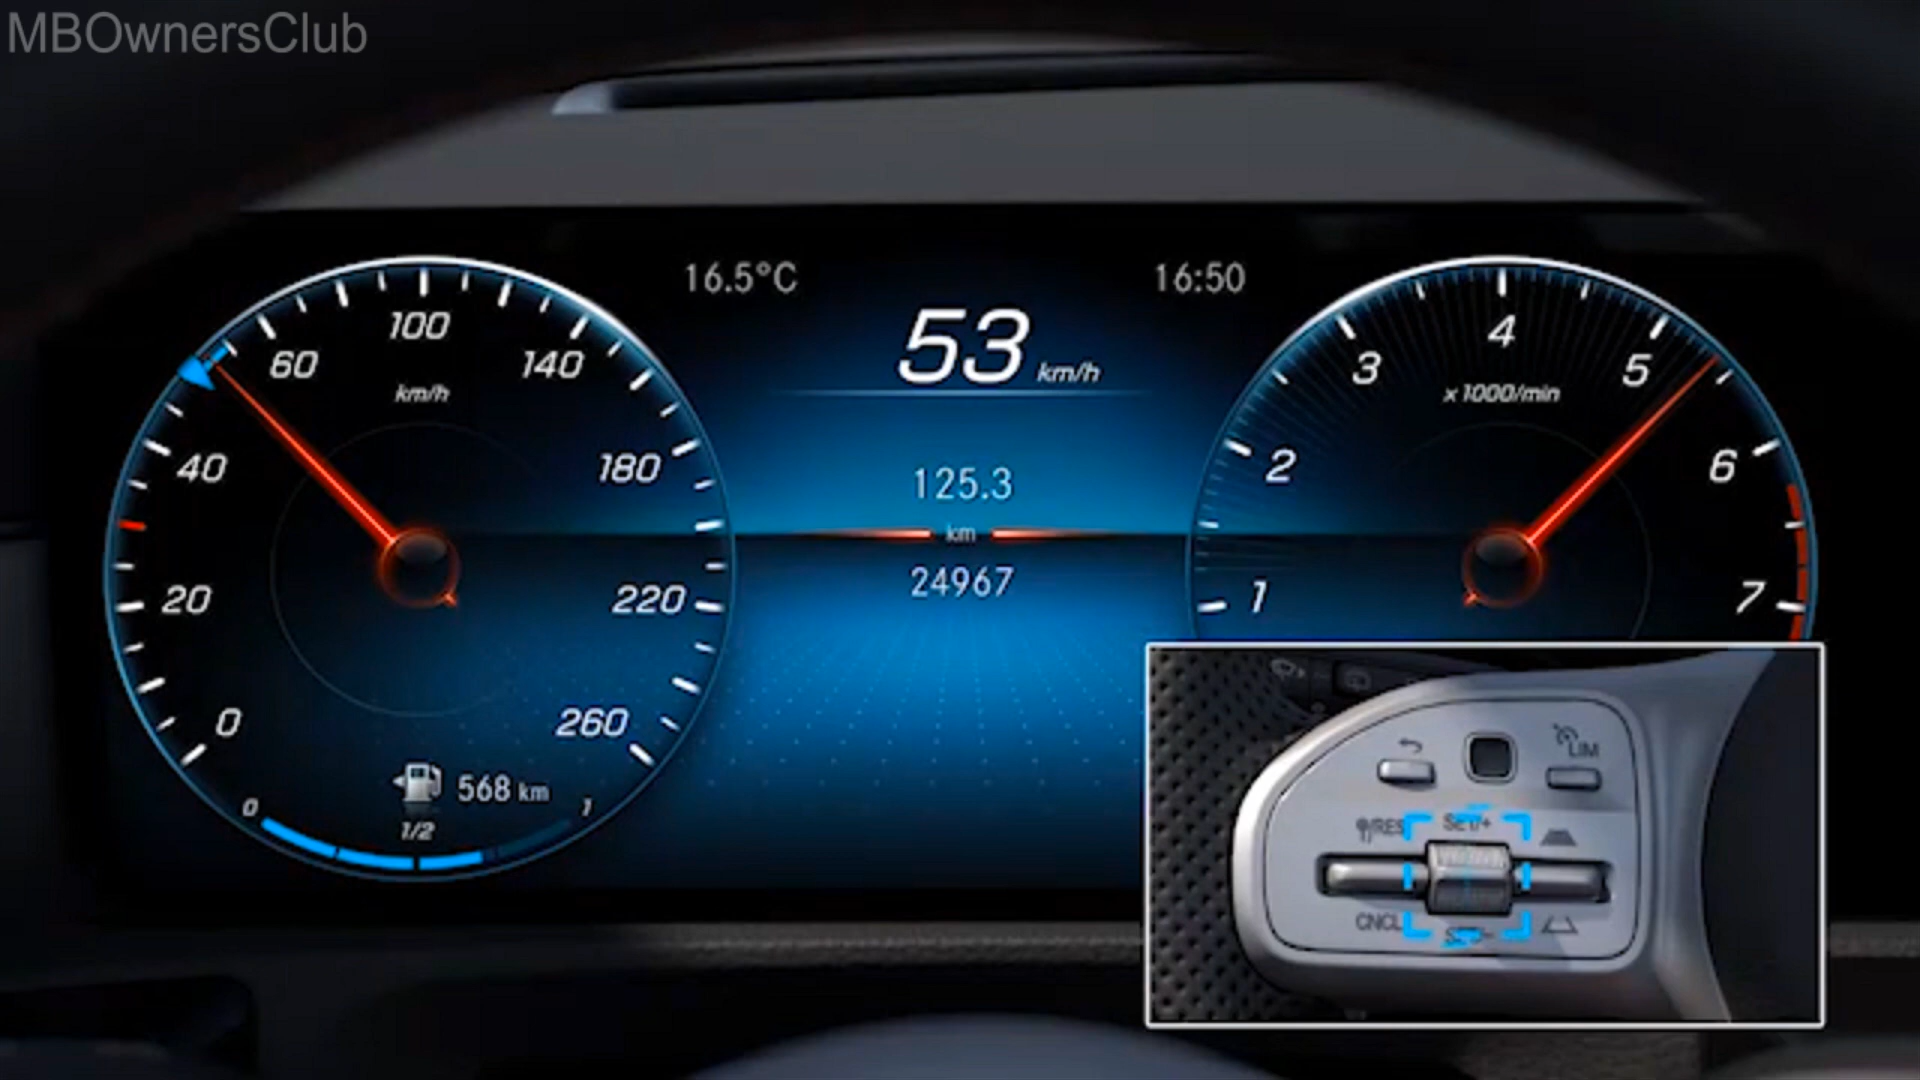 MBOwnersClub
16.5°C
16:50
53 km/h
100
60
140
km/h
40
180
20
220
0
260
568 km
0
1/2
1
125.3
km
24967
4
3
5
x 1000/min
2
6
1
7
LIM
RES
SET/+
CNCL